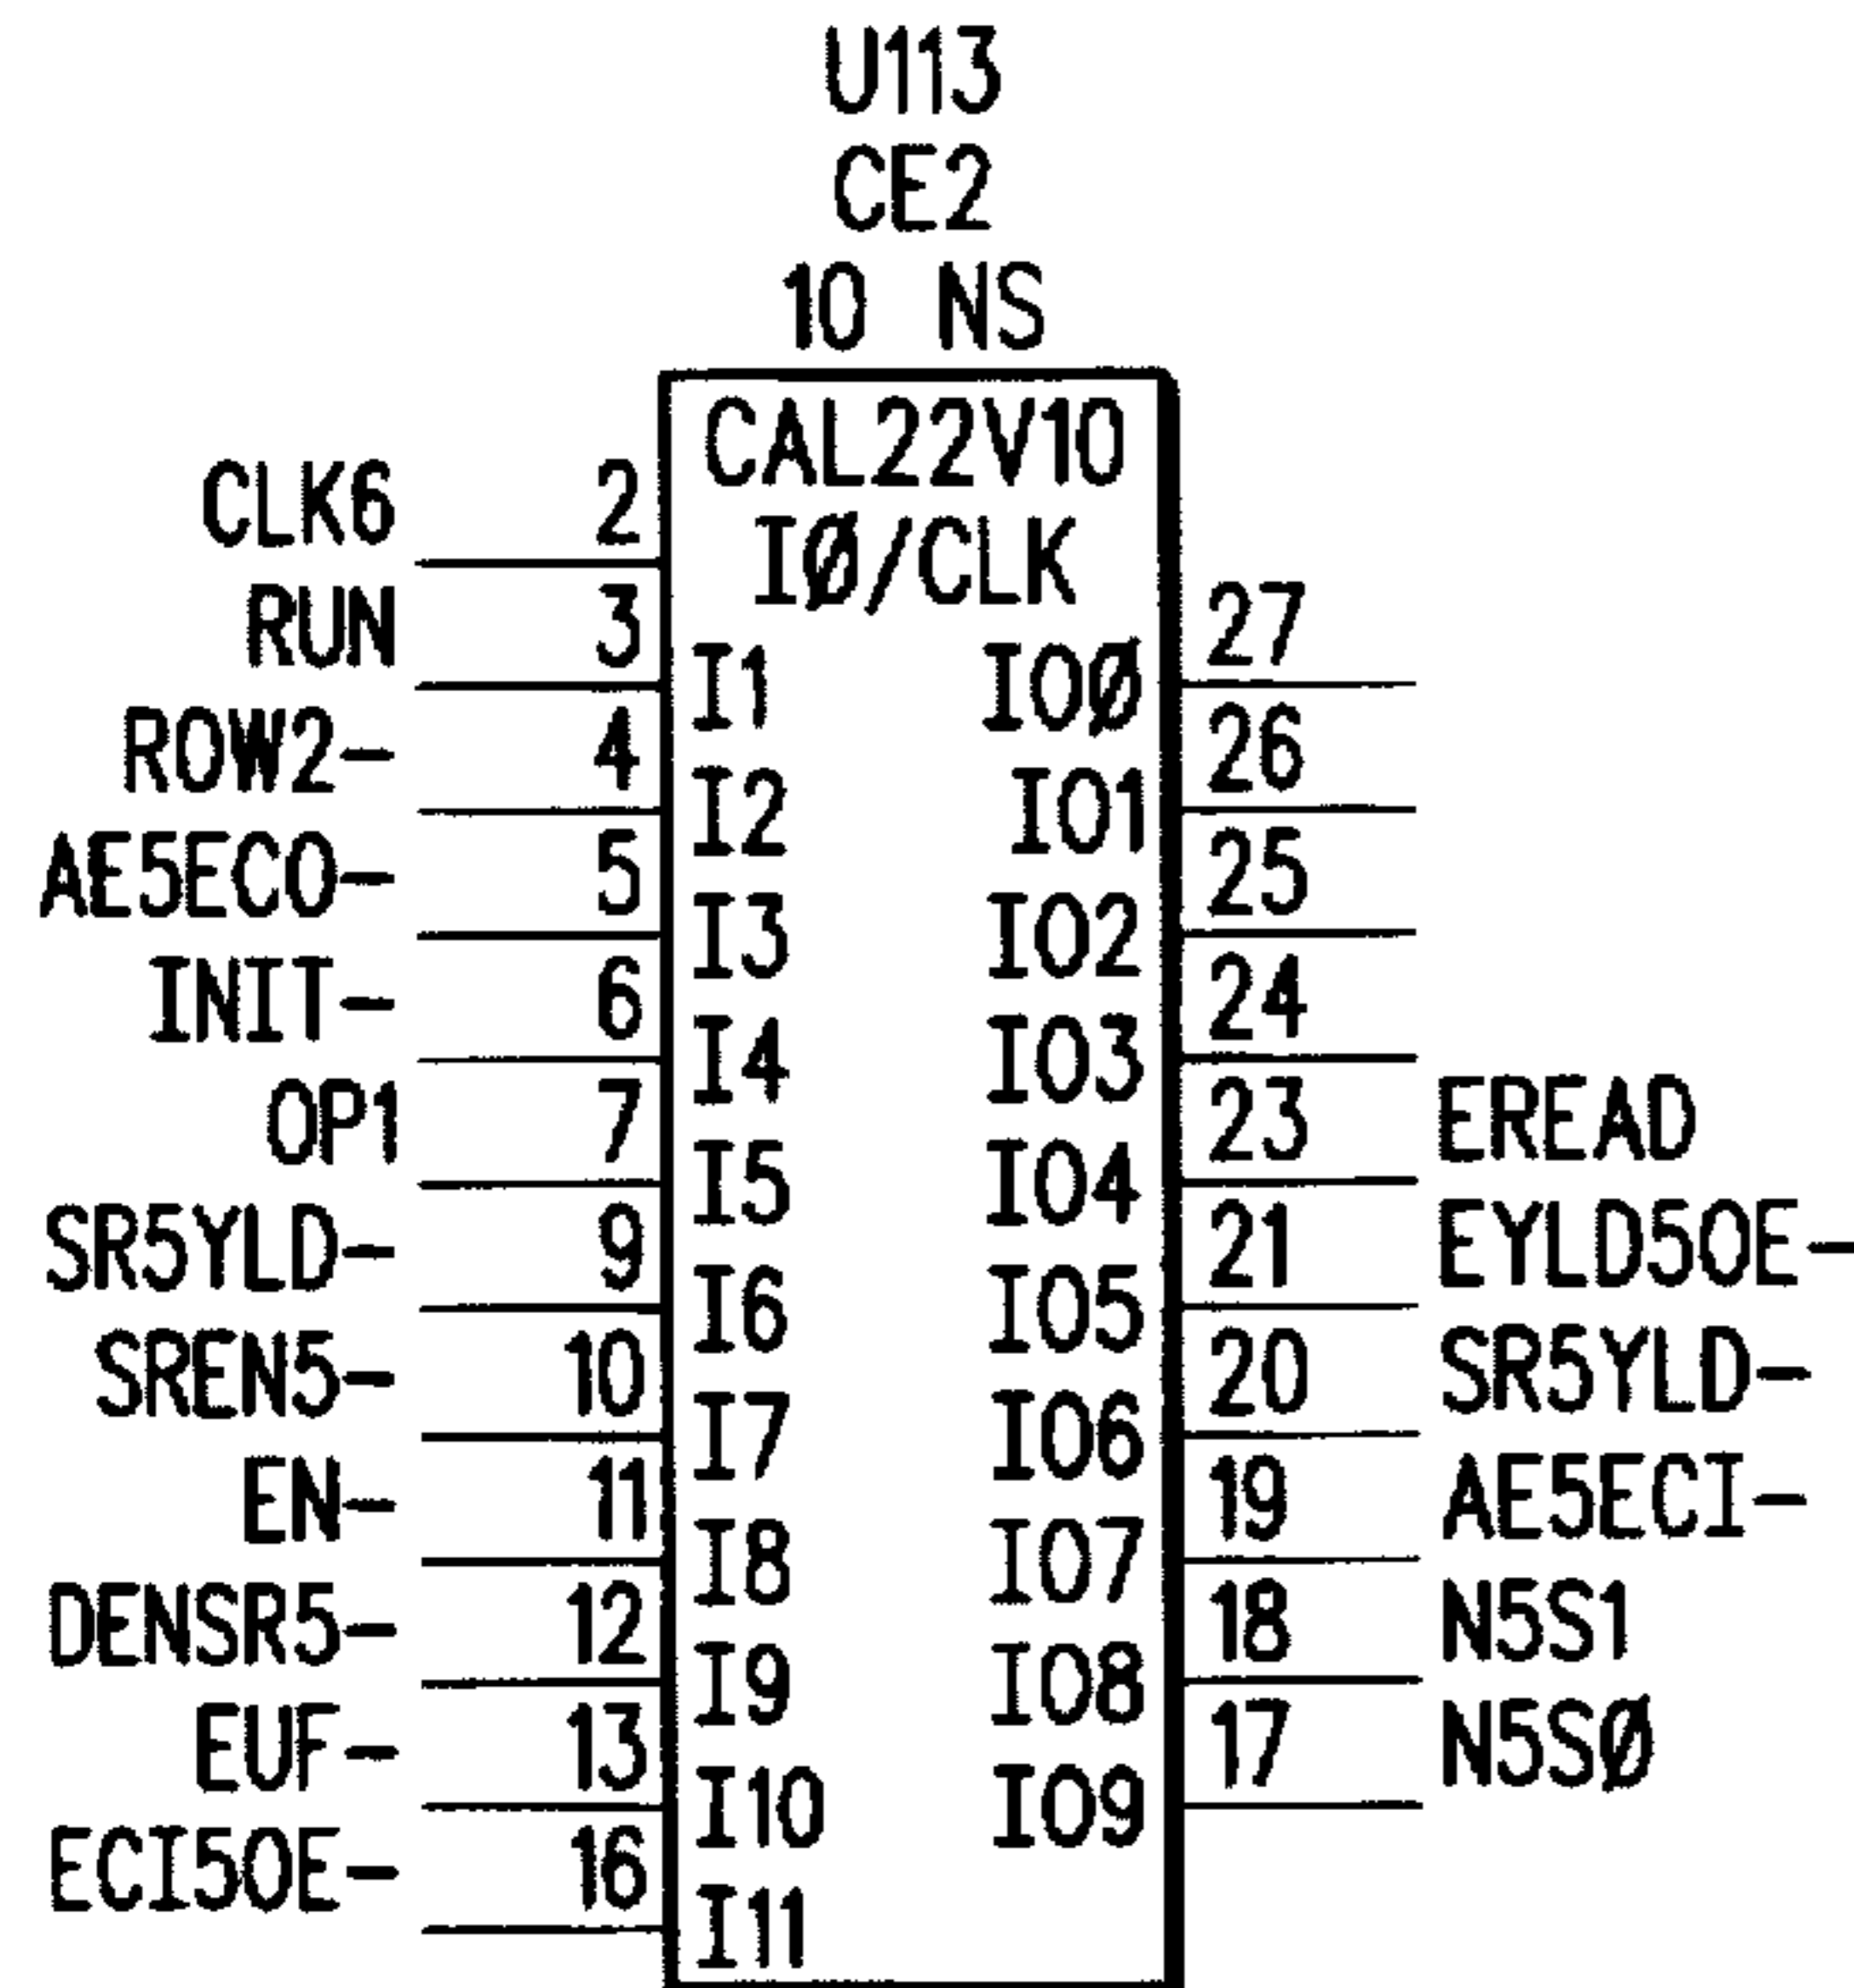 U113
CE2
10 NS
CAL22V10
CLK6 2 IØ/CLK
RUN 3 I1 IOØ 27
ROW2- 4 I2 IO1 26
AE5ECO- 5 I3 IO2 25
INIT- 6 I4 IO3 24
OP1 7 I5 IO4 23 EREAD
SR5YLD- 9 I6 IO5 21 EYLD5OE-
SREN5- 10 I7 IO6 20 SR5YLD-
EN- 11 I8 IO7 19 AE5ECI-
DENSR5- 12 I9 IO8 18 N5S1
EUF- 13 I10 IO9 17 N5SØ
ECI5OE- 16 I11